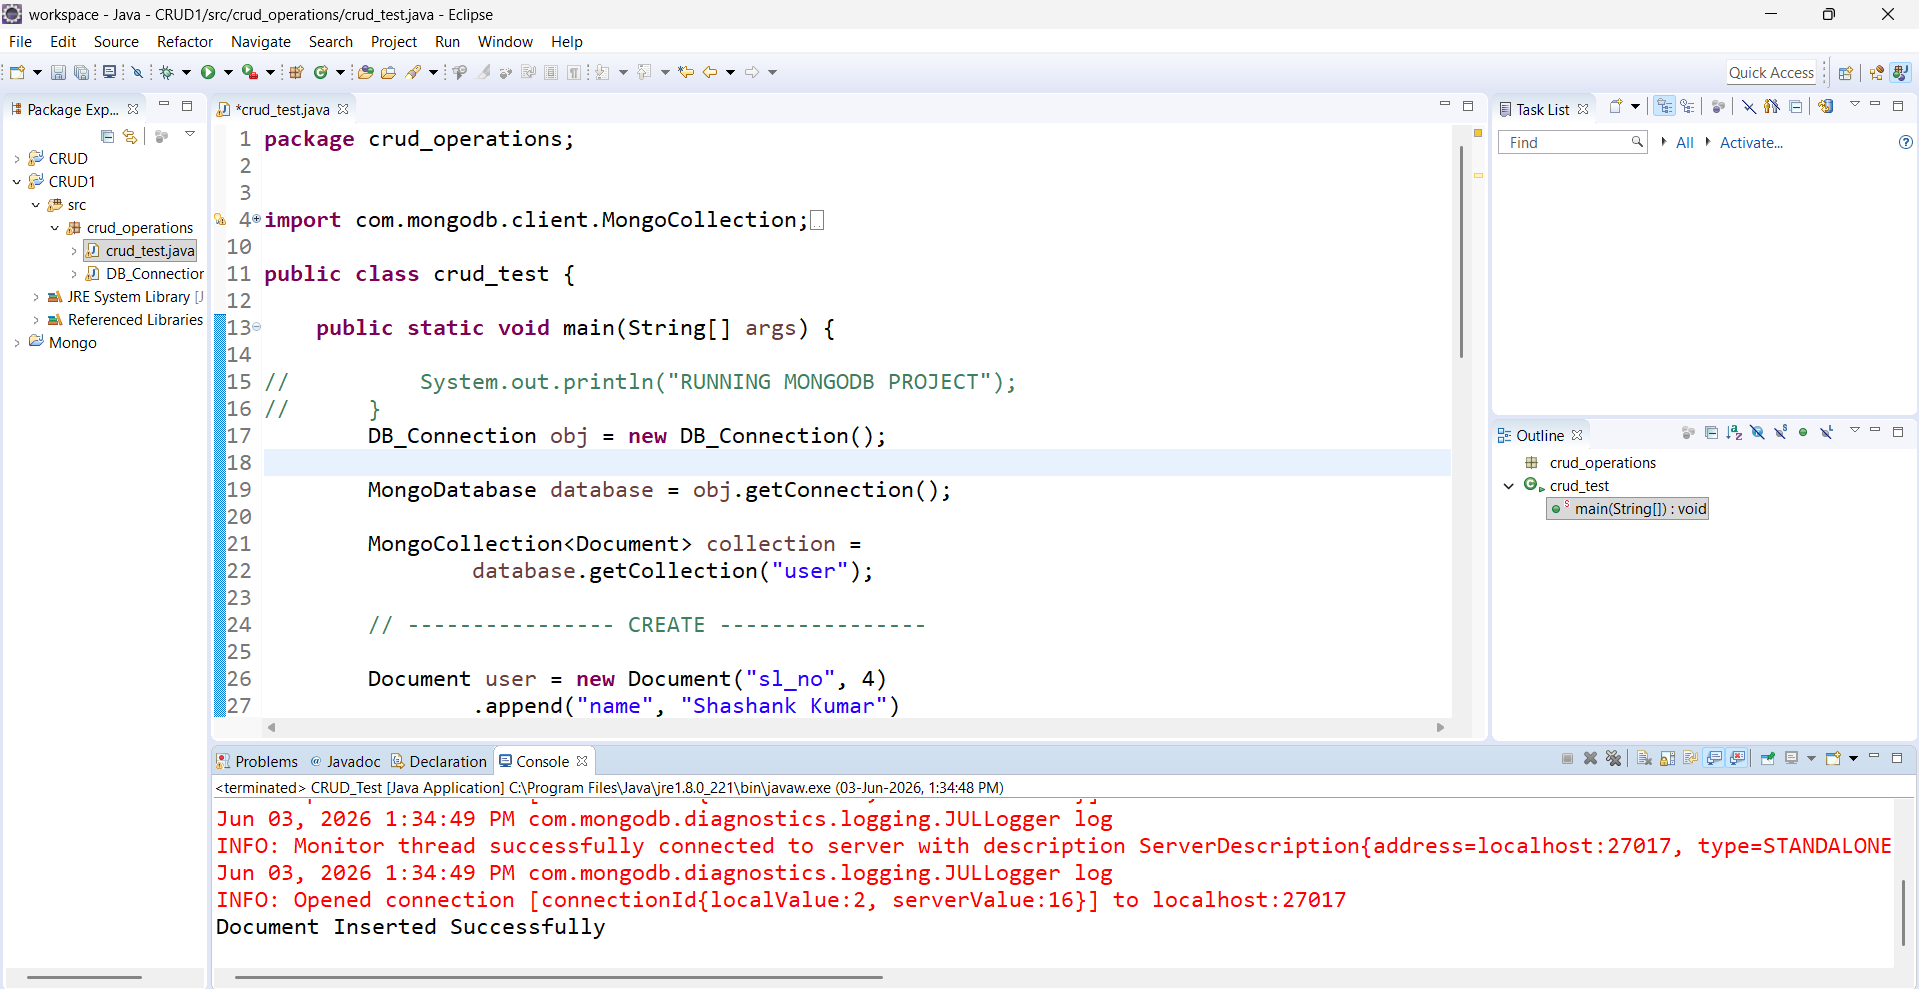 workspace - Java - CRUD1/src/crud_operations/crud_test.java - Eclipse
File Edit Source Refactor Navigate Search Project Run Window Help
Quick Access
Package Exp...
CRUD
CRUD1
src
crud_operations
crud_test.java
DB_Connection
JRE System Library [J
Referenced Libraries
Mongo
*crud_test.java
1 package crud_operations;
2
3
4 import com.mongodb.client.MongoCollection;
10
11 public class crud_test {
12
13 public static void main(String[] args) {
14
15 // System.out.println("RUNNING MONGODB PROJECT");
16 // }
17 DB_Connection obj = new DB_Connection();
18
19 MongoDatabase database = obj.getConnection();
20
21 MongoCollection<Document> collection =
22 database.getCollection("user");
23
24 // ---------------- CREATE ----------------
25
26 Document user = new Document("sl_no", 4)
27 .append("name", "Shashank Kumar")
Task List
Find
All Activate...
Outline
crud_operations
crud_test
main(String[]) : void
Problems @ Javadoc Declaration Console
<terminated> CRUD_Test [Java Application] C:\Program Files\Java\jre1.8.0_221\bin\javaw.exe (03-Jun-2026, 1:34:48 PM)
Jun 03, 2026 1:34:49 PM com.mongodb.diagnostics.logging.JULLogger log
INFO: Monitor thread successfully connected to server with description ServerDescription{address=localhost:27017, type=STANDALONE
Jun 03, 2026 1:34:49 PM com.mongodb.diagnostics.logging.JULLogger log
INFO: Opened connection [connectionId{localValue:2, serverValue:16}] to localhost:27017
Document Inserted Successfully